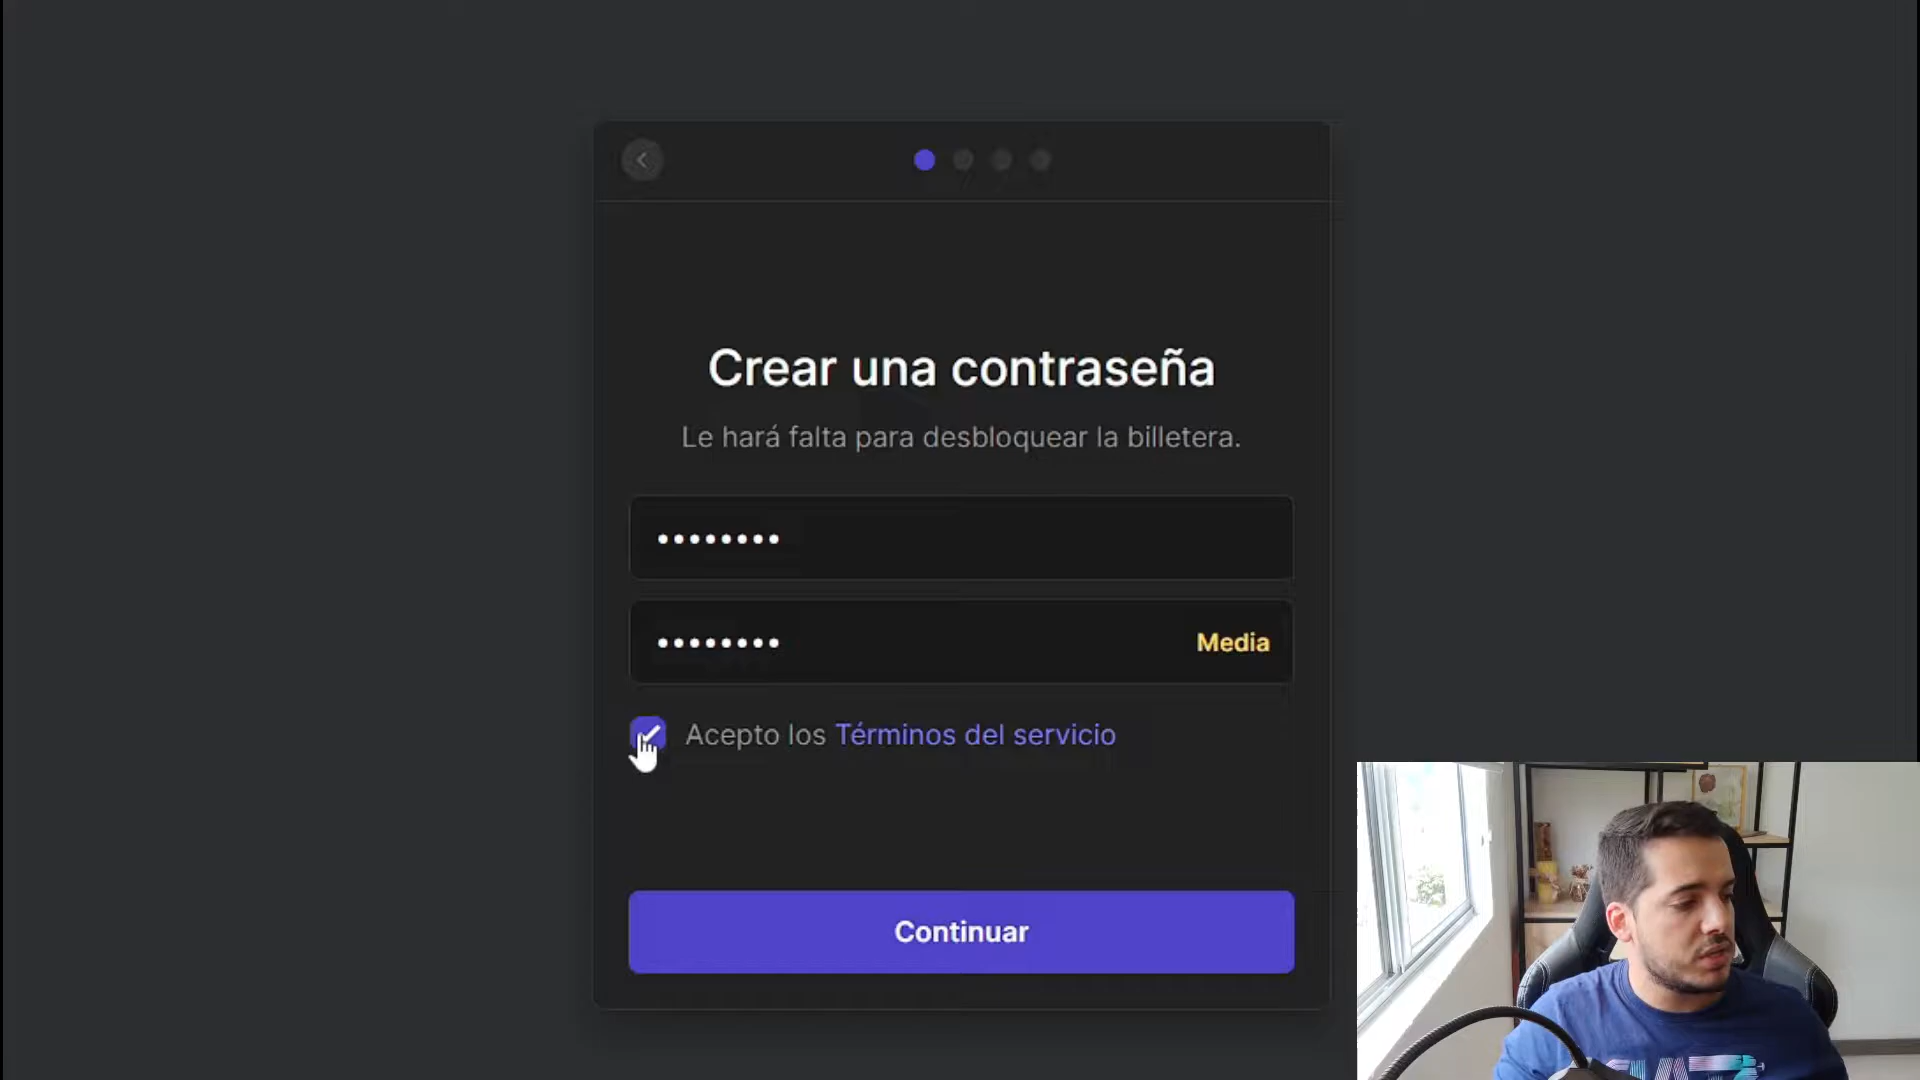 Crear una contraseña
Le hará falta para desbloquear la billetera.
••••••••
•••••••• Media
Acepto los Términos del servicio
Continuar